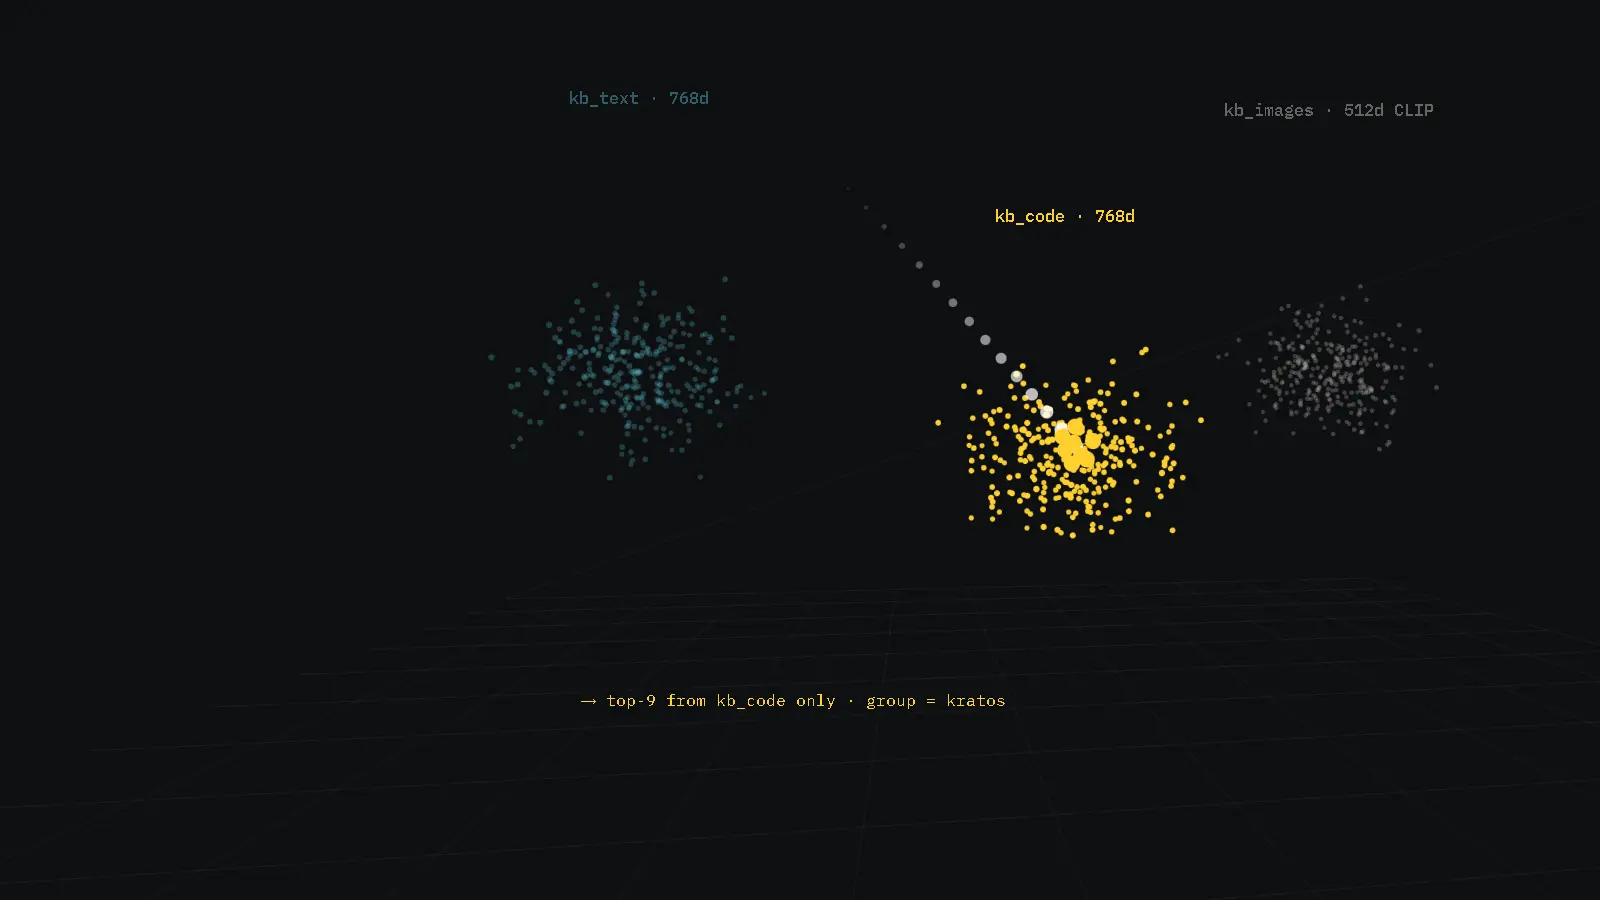 kb_text · 768d
kb_images · 512d CLIP
kb_code · 768d
→ top-9 from kb_code only · group = kratos